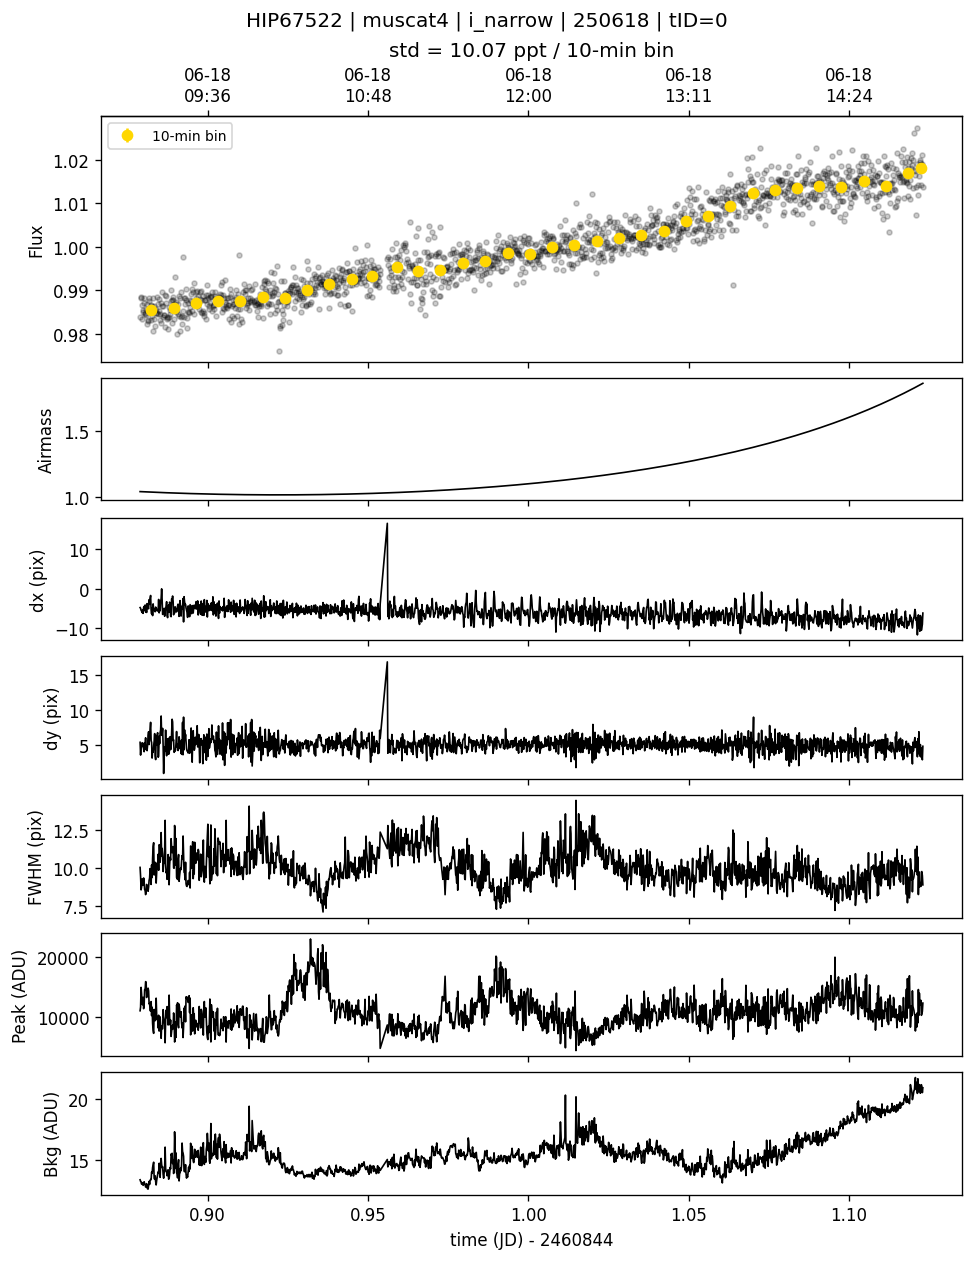 HIP67522 | muscat4 | i_narrow | 250618 | tID=0
std = 10.07 ppt / 10-min bin
06-18 06-18 06-18 06-18 06-18
09:36 10:48 12:00 13:11 14:24
10-min bin
Flux
1.02
1.01
1.00
0.99
0.98
Airmass
1.5
1.0
dx (pix)
10
0
−10
dy (pix)
15
10
5
FWHM (pix)
12.5
10.0
7.5
Peak (ADU)
20000
10000
Bkg (ADU)
20
15
0.90 0.95 1.00 1.05 1.10
time (JD) - 2460844